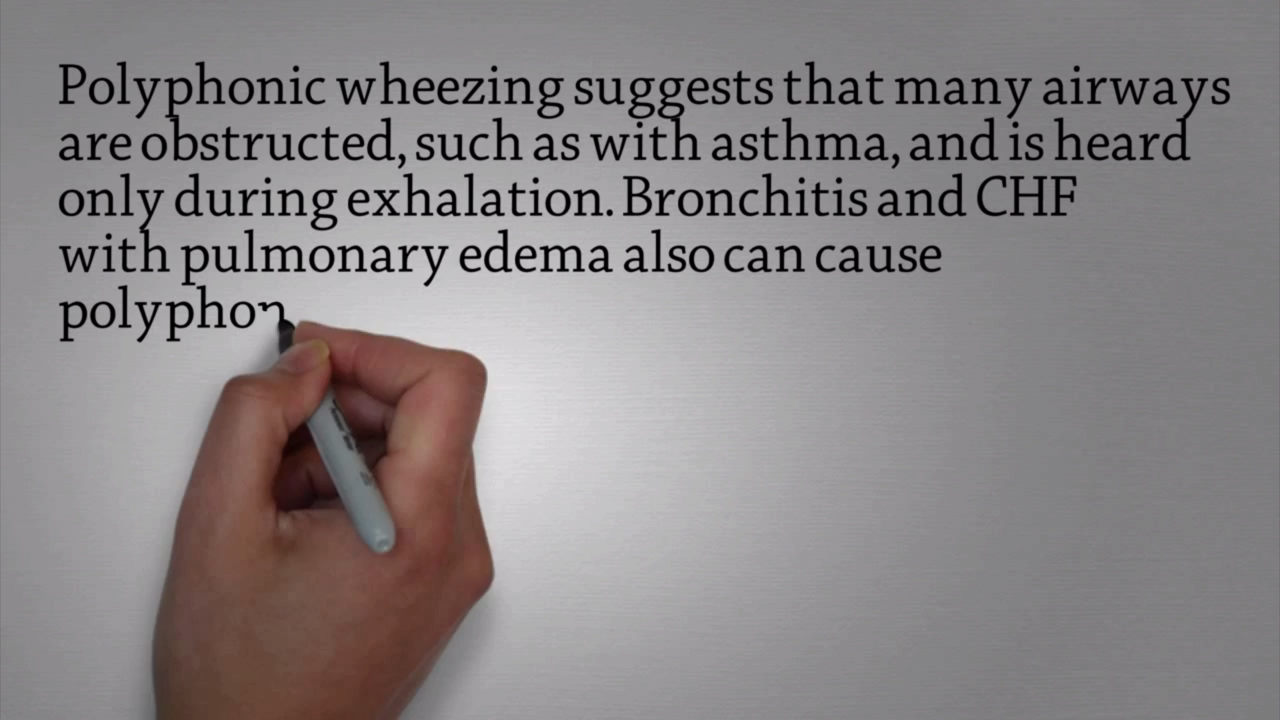 Polyphonic wheezing suggests that many airways
are obstructed, such as with asthma, and is heard
only during exhalation. Bronchitis and CHF
with pulmonary edema also can cause
polyphon